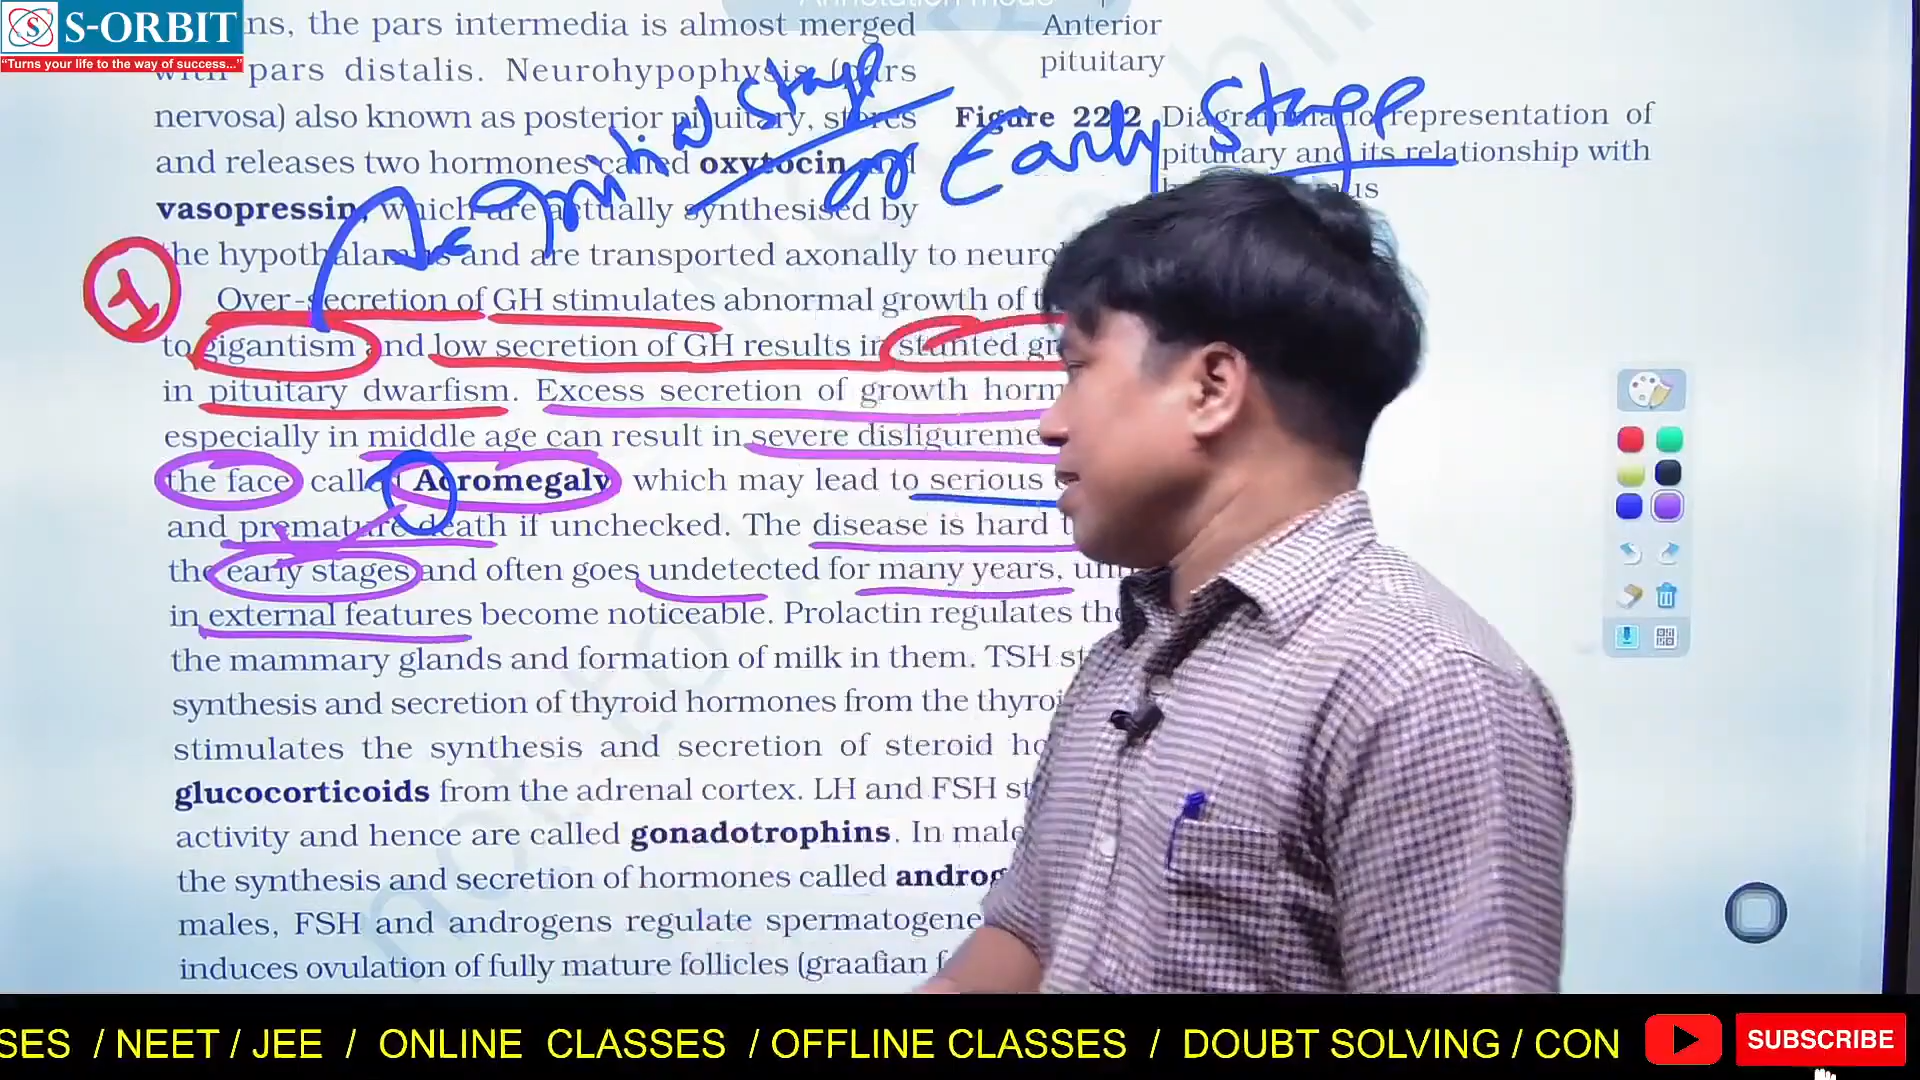 S-ORBIT
"Turns your life to the way of success..."
Annotation mode
ns, the pars intermedia is almost merged
with pars distalis. Neurohypophysis (pars
nervosa) also known as posterior pituitary, stores
and releases two hormones called oxytocin and
vasopressin, which are actually synthesised by
the hypothalamus and are transported axonally to neuro
Anterior
pituitary
Figure 22.2 Diagrammatic representation of
pituitary and its relationship with
initial stage
or Early stage
I
Over-secretion of GH stimulates abnormal growth of t
to gigantism and low secretion of GH results in stunted gr
in pituitary dwarfism. Excess secretion of growth horm
especially in middle age can result in severe disfigureme
the face called Acromegaly which may lead to serious
and premature death if unchecked. The disease is hard t
the early stages and often goes undetected for many years, un
in external features become noticeable. Prolactin regulates the
the mammary glands and formation of milk in them. TSH st
synthesis and secretion of thyroid hormones from the thyroi
stimulates the synthesis and secretion of steroid ho
glucocorticoids from the adrenal cortex. LH and FSH st
activity and hence are called gonadotrophins. In male
the synthesis and secretion of hormones called androg
males, FSH and androgens regulate spermatogene
induces ovulation of fully mature follicles (graafian f
SES / NEET / JEE / ONLINE CLASSES / OFFLINE CLASSES / DOUBT SOLVING / CON
SUBSCRIBE